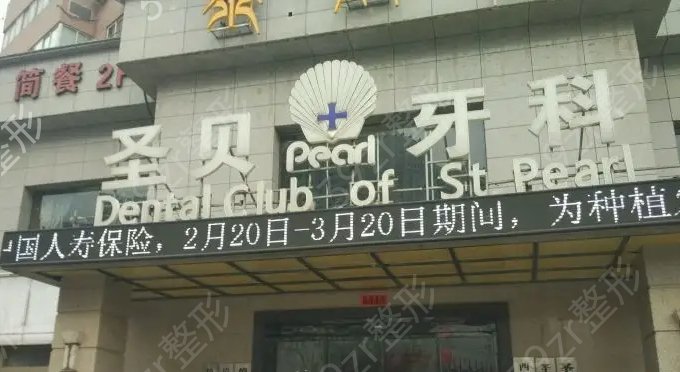 简餐 2F
圣贝 Pearl 牙科
Dental Club of St Pearl
中国人寿保险，2月20日-3月20日期间，为种植